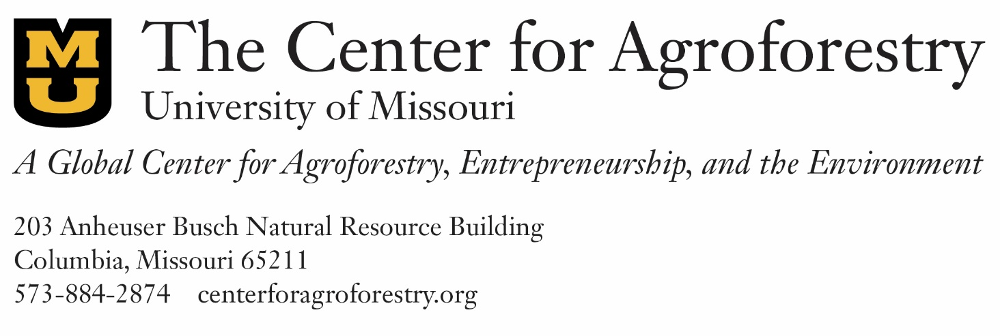 MU
The Center for Agroforestry
University of Missouri
A Global Center for Agroforestry, Entrepreneurship, and the Environment
203 Anheuser Busch Natural Resource Building
Columbia, Missouri 65211
573-884-2874 centerforagroforestry.org